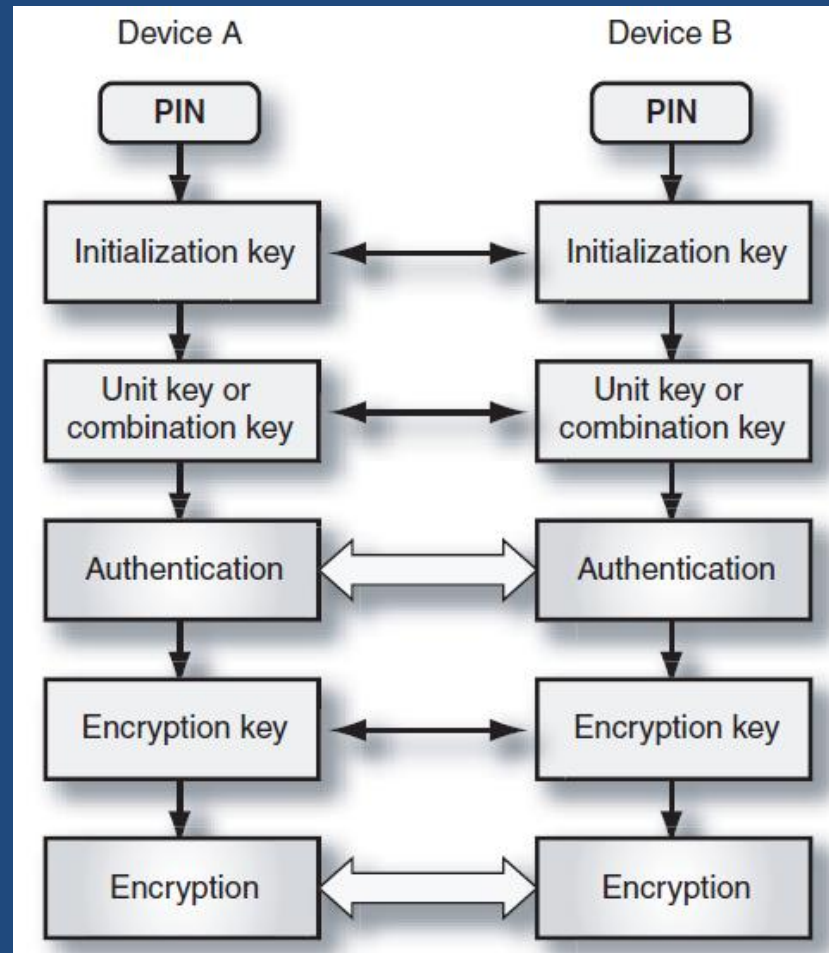 Device A
Device B
PIN
PIN
Initialization key
Initialization key
Unit key or
combination key
Unit key or
combination key
Authentication
Authentication
Encryption key
Encryption key
Encryption
Encryption